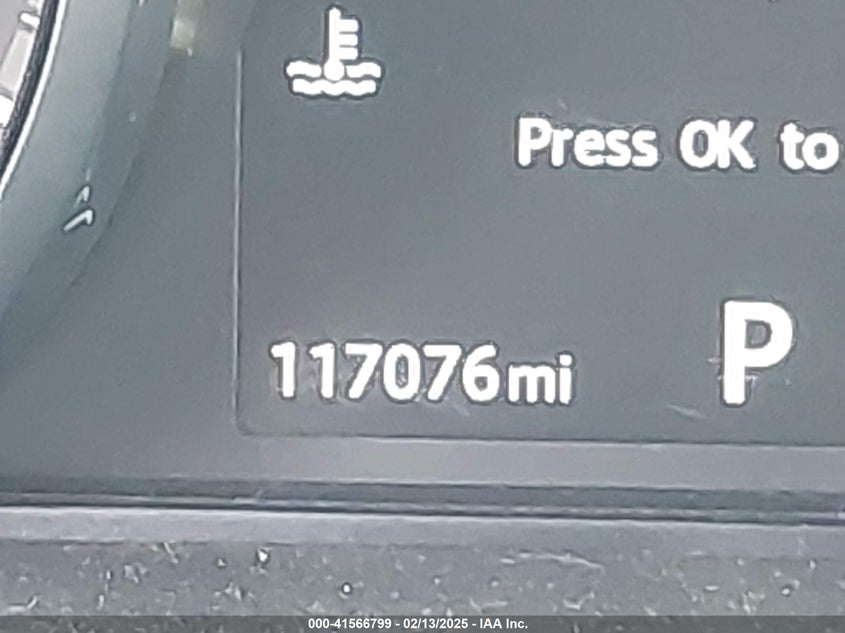 Press OK to
117076mi
P
000-41566799 - 02/13/2025 - IAA Inc.